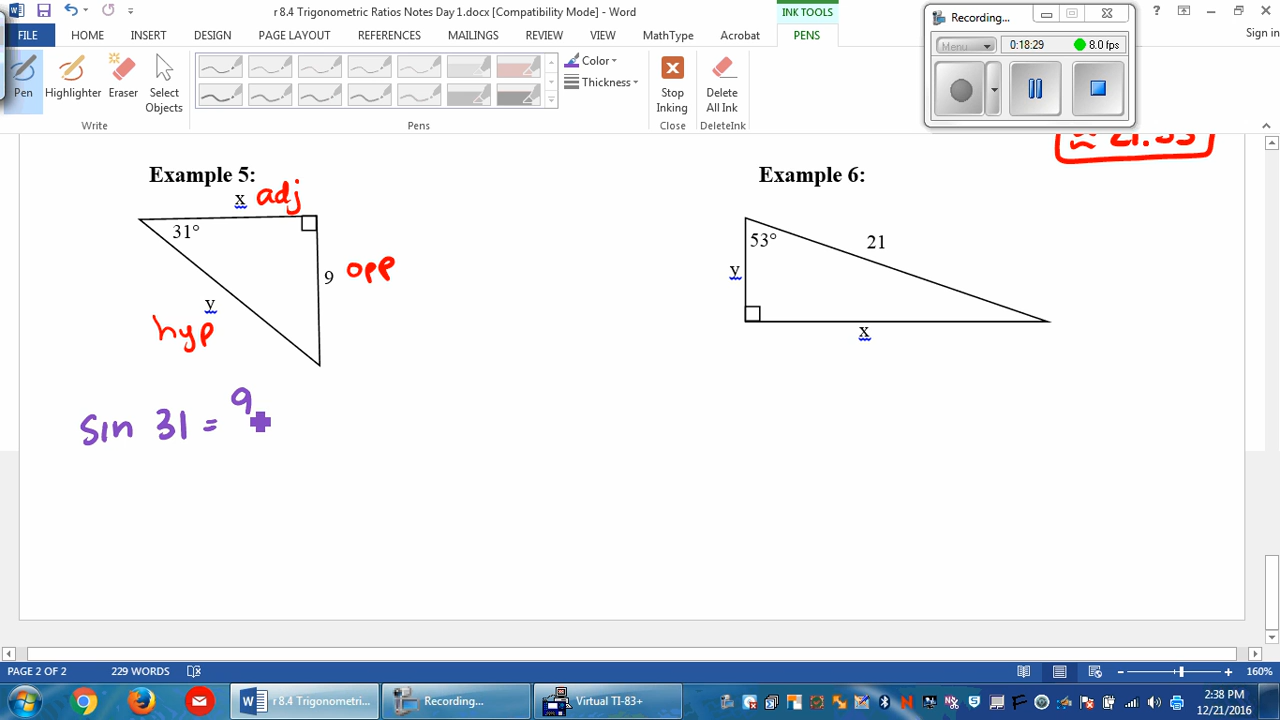 r 8.4 Trigonometric Ratios Notes Day 1.docx [Compatibility Mode] - Word
INK TOOLS
Recording...
FILE HOME INSERT DESIGN PAGE LAYOUT REFERENCES MAILINGS REVIEW VIEW MathType Acrobat PENS
Sign in
Menu
0:18:29
8.0 fps
Pen
Highlighter
Eraser
Select Objects
Color
Thickness
Stop Inking
Delete All Ink
Write
Pens
Close
DeleteInk
≈ 21.55
Example 5:
x adj
31°
9 opp
y
hyp
sin 31 = 9
Example 6:
53°
21
y
x
PAGE 2 OF 2
229 WORDS
160%
r 8.4 Trigonometric...
Recording...
Virtual TI-83+
2:38 PM
12/21/2016